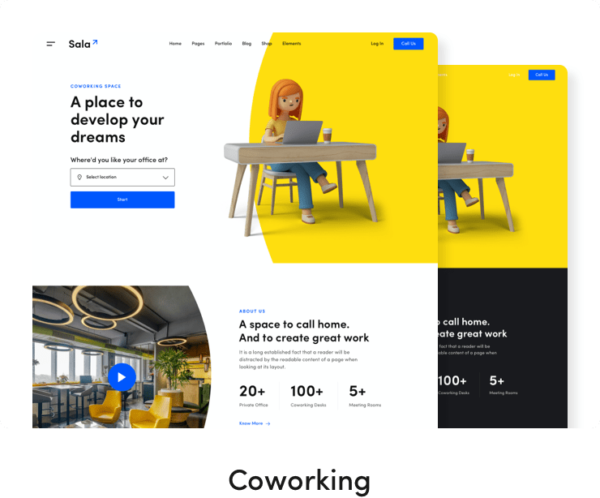 Sala
Home Pages Portfolio Blog Shop Elements
Log In Call Us
COWORKING SPACE
A place to
develop your
dreams
Where'd you like your office at?
Select location
Start
ABOUT US
A space to call home.
And to create great work
It is a long established fact that a reader will be
distracted by the readable content of a page when
looking at its layout
20+ 100+ 5+
Private Office Coworking Desks Meeting Rooms
Know More
Log In Call Us
to call home.
create great work
fact that a reader will be
readable content of a page when
100+ 5+
Coworking Desks Meeting Rooms
Coworking